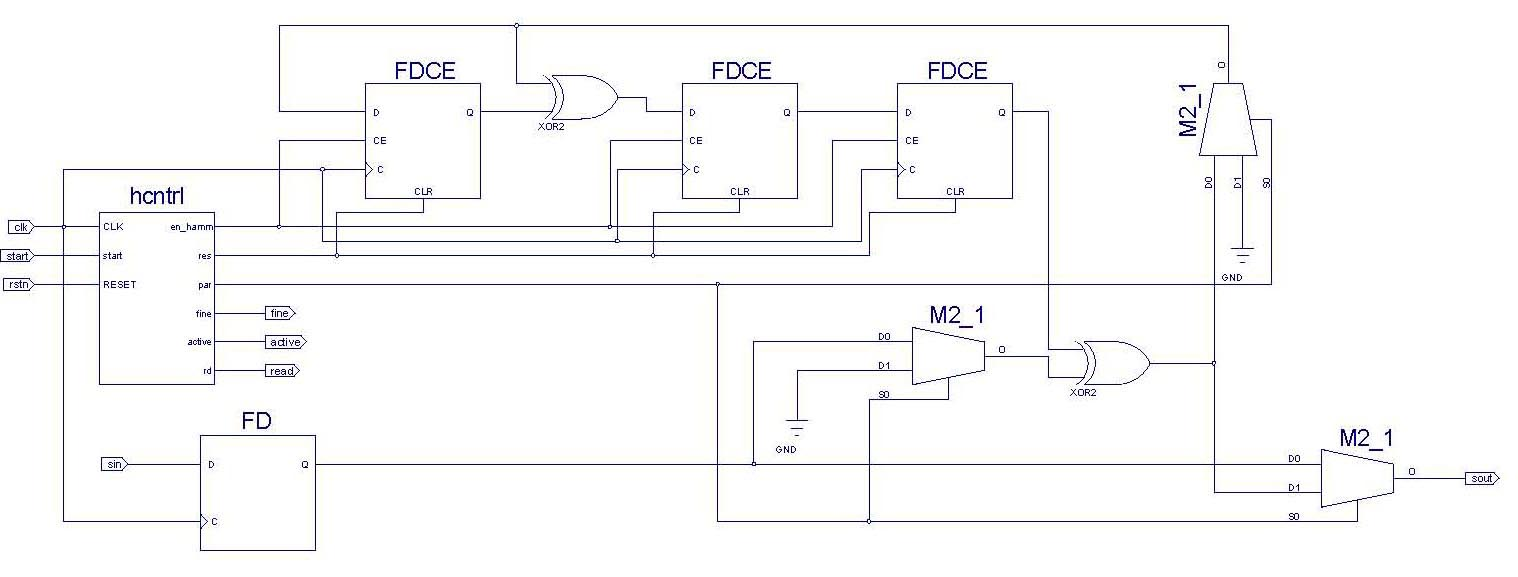 FDCE
FDCE
FDCE
D
Q
CE
C
CLR
XOR2
D
Q
CE
C
CLR
D
Q
CE
C
CLR
O
M2_1
D0
D1
S0
GND
hcntrl
clk
start
rstn
CLK
start
RESET
en_hamm
res
par
fine
active
rd
fine
active
read
M2_1
D0
D1
S0
O
GND
XOR2
FD
sin
D
Q
C
M2_1
D0
D1
S0
O
sout